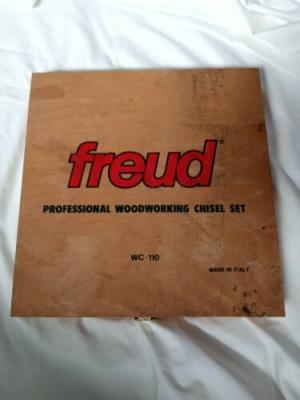 freud®
PROFESSIONAL WOODWORKING CHISEL SET
WC-110
MADE IN ITALY